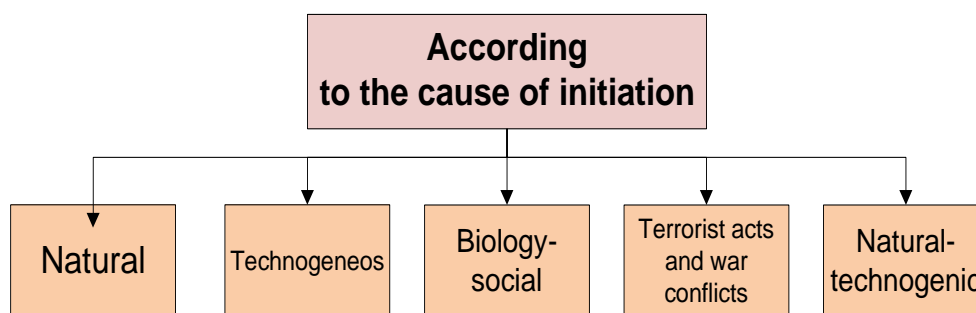 According
to the cause of initiation
Natural
Technogeneos
Biology-
social
Terrorist acts
and war
conflicts
Natural-
technogenic